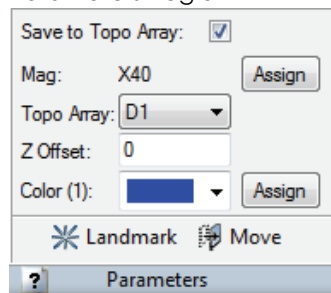 Save to Topo Array:
Mag: X40 Assign
Topo Array: D1
Z Offset: 0
Color (1): Assign
Landmark Move
? Parameters